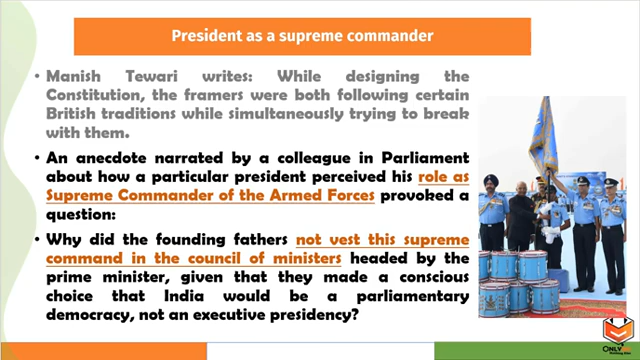 President as a supreme commander
• Manish Tewari writes: While designing the
Constitution, the framers were both following certain
British traditions while simultaneously trying to break
with them.
• An anecdote narrated by a colleague in Parliament
about how a particular president perceived his role as
Supreme Commander of the Armed Forces provoked a
question:
• Why did the founding fathers not vest this supreme
command in the council of ministers headed by the
prime minister, given that they made a conscious
choice that India would be a parliamentary
democracy, not an executive presidency?
ONLY